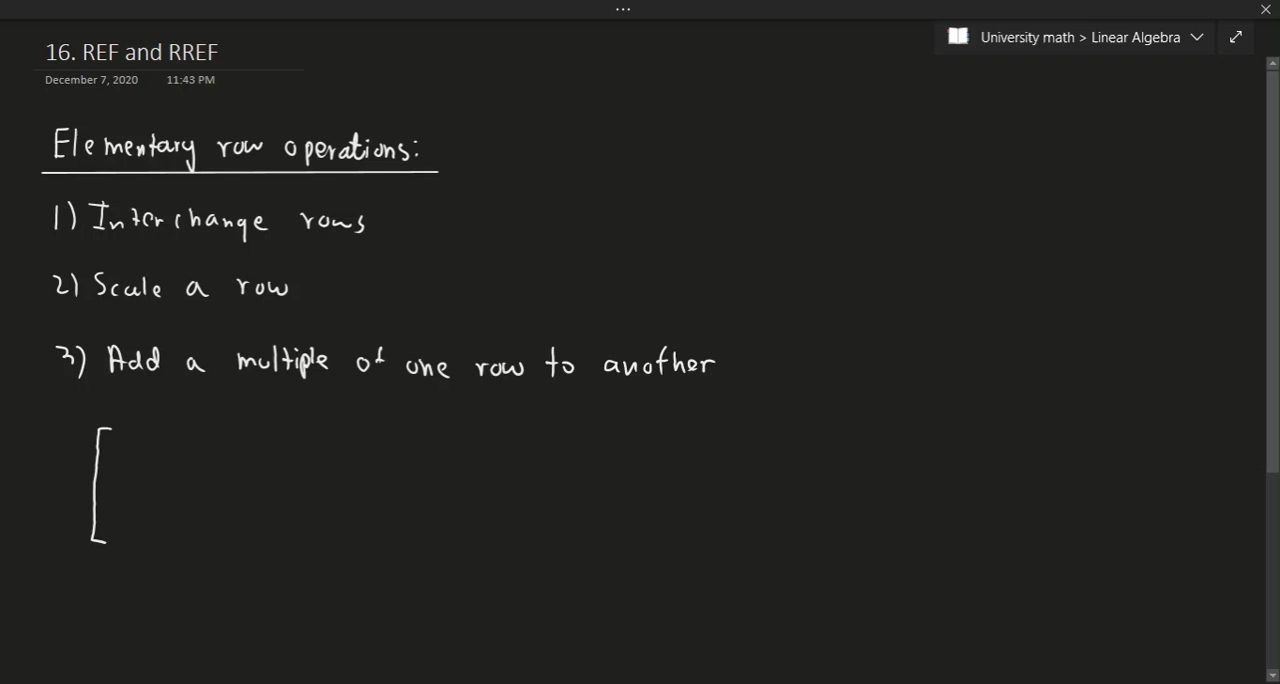 ...
16. REF and RREF
University math > Linear Algebra
December 7, 2020 11:43 PM
Elementary row operations:
1) Interchange rows
2) Scale a row
3) Add a multiple of one row to another
[